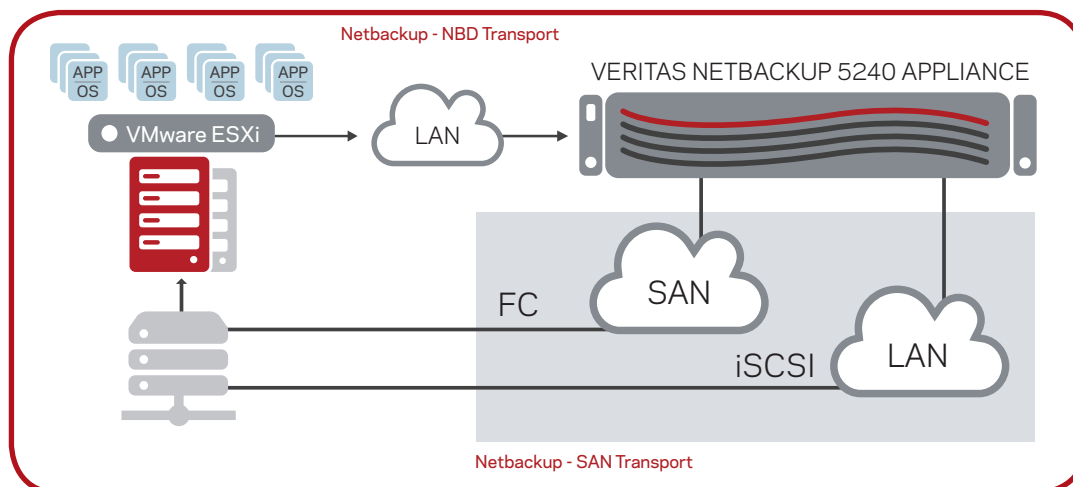 Netbackup - NBD Transport
APP APP APP APP
OS OS OS OS
VERITAS NETBACKUP 5240 APPLIANCE
VMware ESXi
LAN
SAN
FC
LAN
iSCSI
Netbackup - SAN Transport